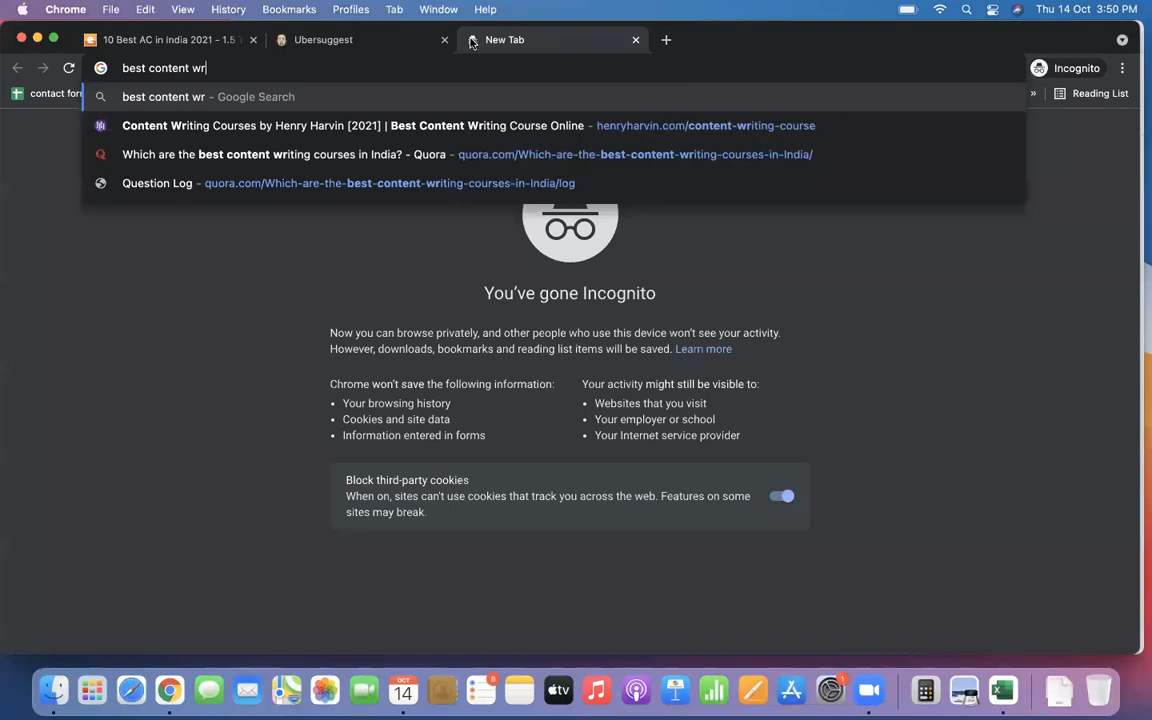 Chrome File Edit View History Bookmarks Profiles Tab Window Help Thu 14 Oct 3:50 PM
10 Best AC in India 2021 - 1.5 Ubersuggest New Tab
best content wr Incognito
contact for » Reading List
best content wr - Google Search
Content Writing Courses by Henry Harvin [2021] | Best Content Writing Course Online - henryharvin.com/content-writing-course
Which are the best content writing courses in India? - Quora - quora.com/Which-are-the-best-content-writing-courses-in-India/
Question Log - quora.com/Which-are-the-best-content-writing-courses-in-India/log
You've gone Incognito
Now you can browse privately, and other people who use this device won't see your activity.
However, downloads, bookmarks and reading list items will be saved. Learn more
Chrome won't save the following information:
• Your browsing history
• Cookies and site data
• Information entered in forms
Your activity might still be visible to:
• Websites that you visit
• Your employer or school
• Your Internet service provider
Block third-party cookies
When on, sites can't use cookies that track you across the web. Features on some
sites may break.
OCT
14
8
tv
1